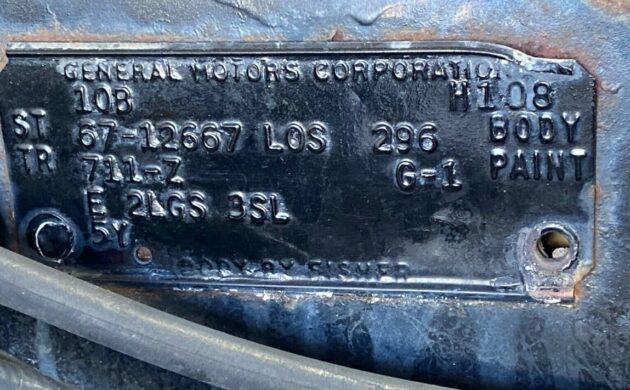 GENERAL MOTORS CORPORATION
10B H108
ST 67-12667 LOS 296 BODY
TR 711-Z G-1 PAINT
E 2LGS 3SL
5Y
BODY BY FISHER